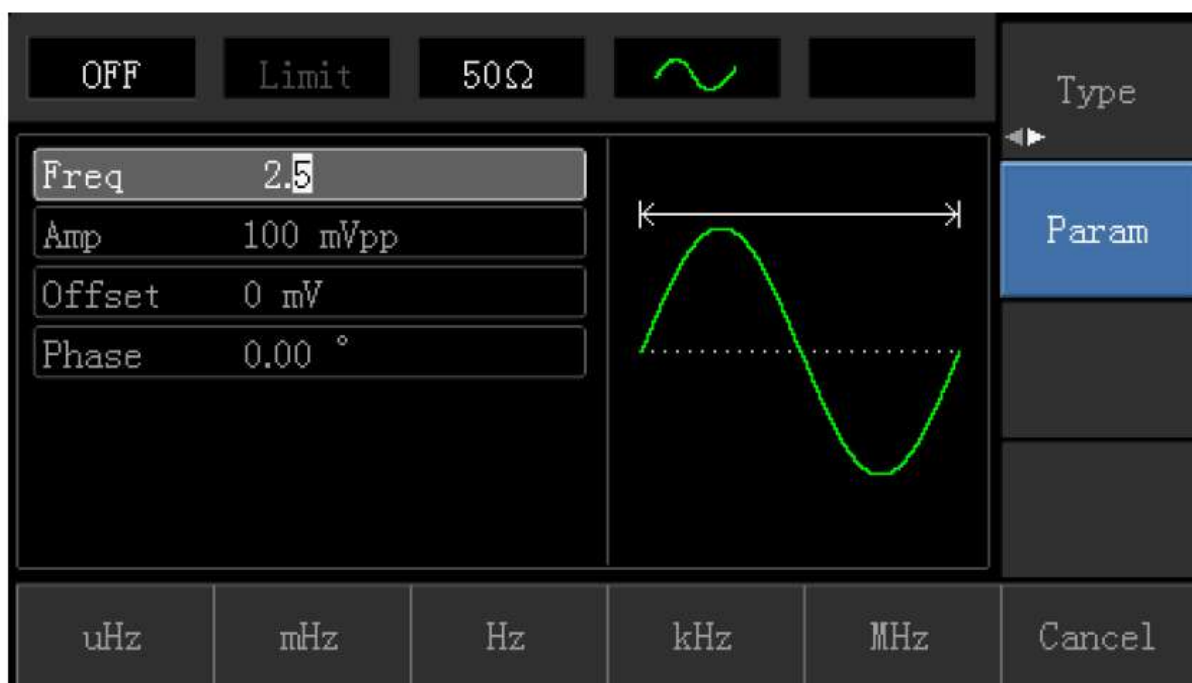 OFF Limit 50Ω
Type
Freq 2.5
Param
Amp 100 mVpp
Offset 0 mV
Phase 0.00 °
uHz mHz Hz kHz MHz Cancel